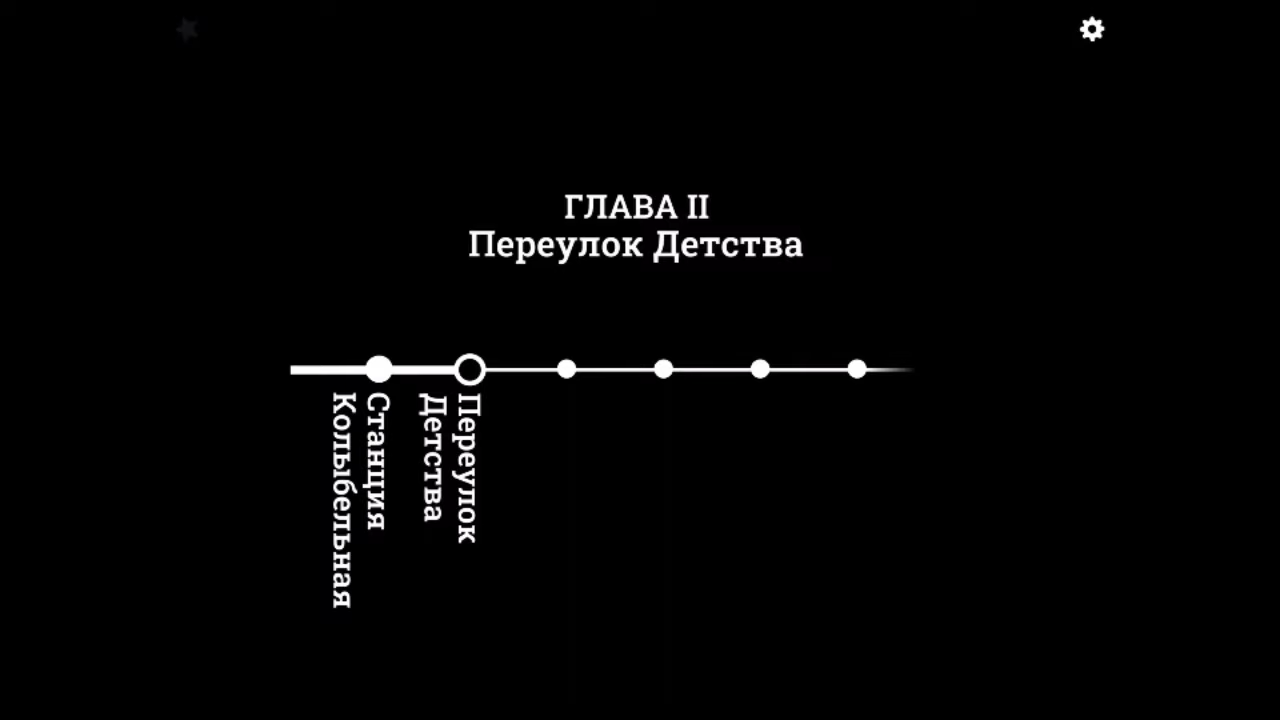 ГЛАВА II
Переулок Детства
Станция
Колыбельная
Переулок
Детства